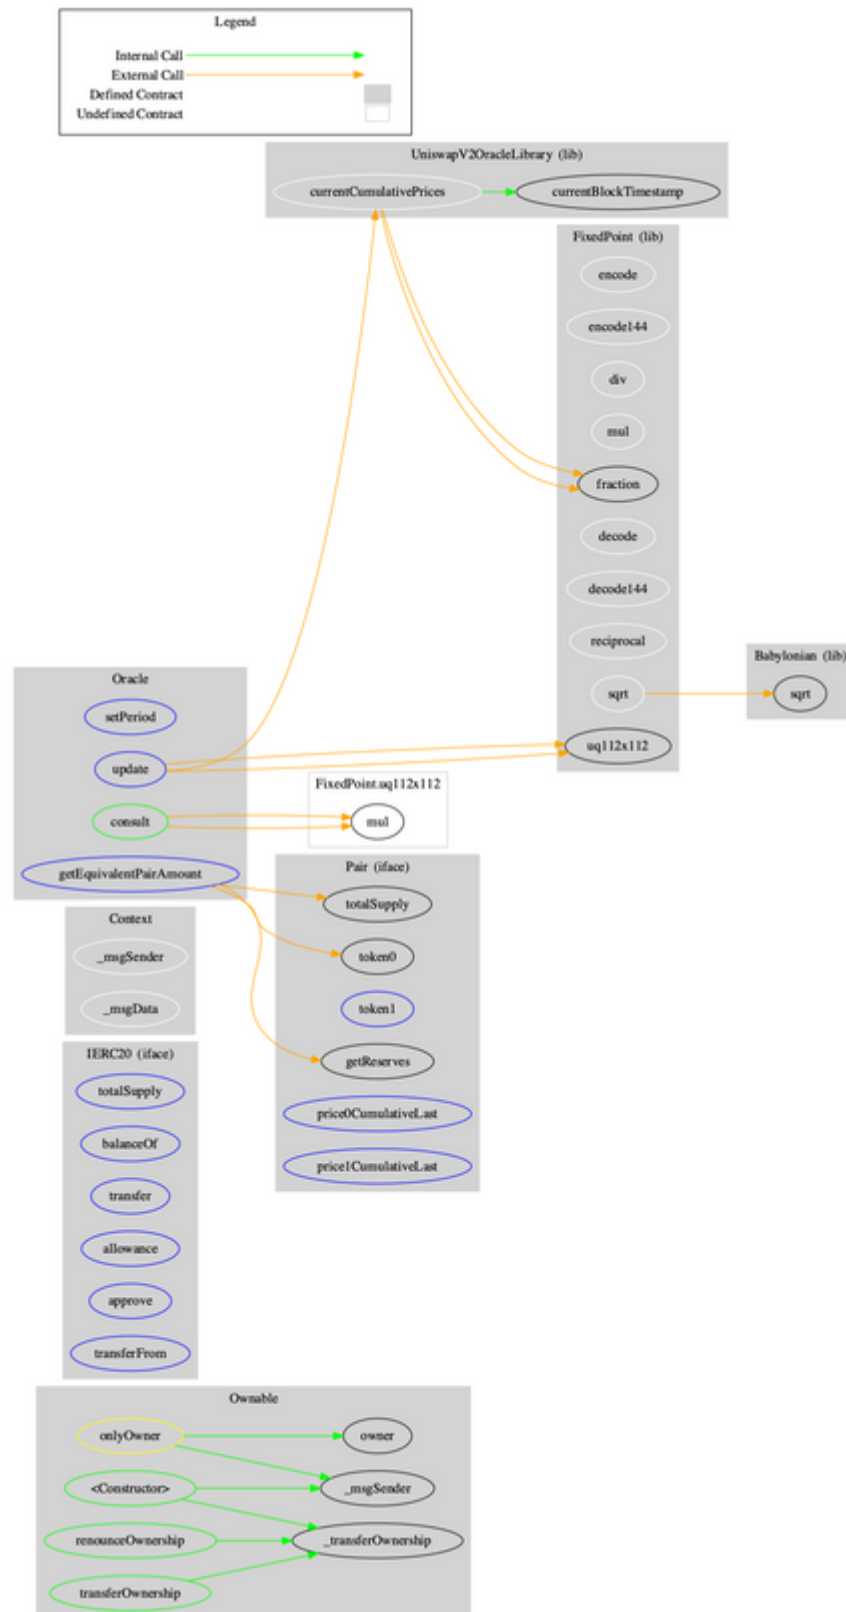 Legend
Internal Call
External Call
Defined Contract
Undefined Contract
UniswapV2OracleLibrary (lib)
currentCumulativePrices
currentBlockTimestamp
FixedPoint (lib)
encode
encode144
div
mul
fraction
decode
decode144
reciprocal
sqrt
uq112x112
Babylonian (lib)
sqrt
Oracle
setPeriod
update
consult
getEquivalentPairAmount
FixedPoint.uq112x112
mul
Pair (iface)
totalSupply
token0
token1
getReserves
price0CumulativeLast
price1CumulativeLast
Context
_msgSender
_msgData
IERC20 (iface)
totalSupply
balanceOf
transfer
allowance
approve
transferFrom
Ownable
onlyOwner
owner
<Constructor>
_msgSender
renounceOwnership
_transferOwnership
transferOwnership